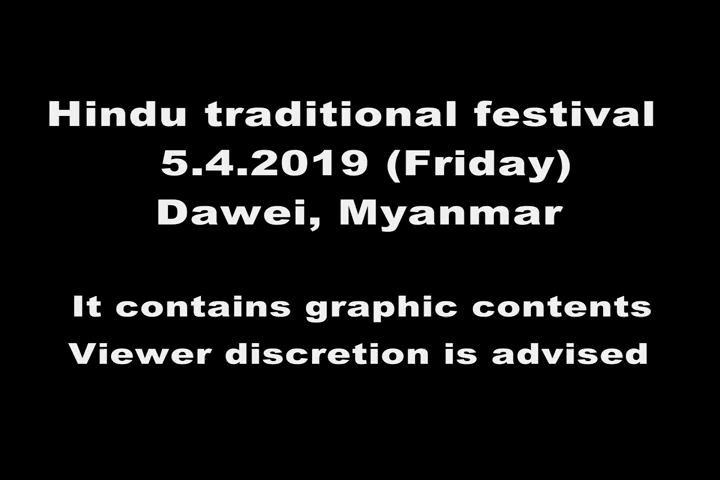 Hindu traditional festival
5.4.2019 (Friday)
Dawei, Myanmar
It contains graphic contents
Viewer discretion is advised